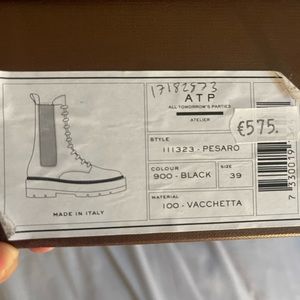 17182573
ATP
ALL TOMORROW'S PARTIES
ATELIER
€575.
STYLE
111323 - PESARO
COLOUR
900 - BLACK
SIZE
39
MATERIAL
100 - VACCHETTA
MADE IN ITALY